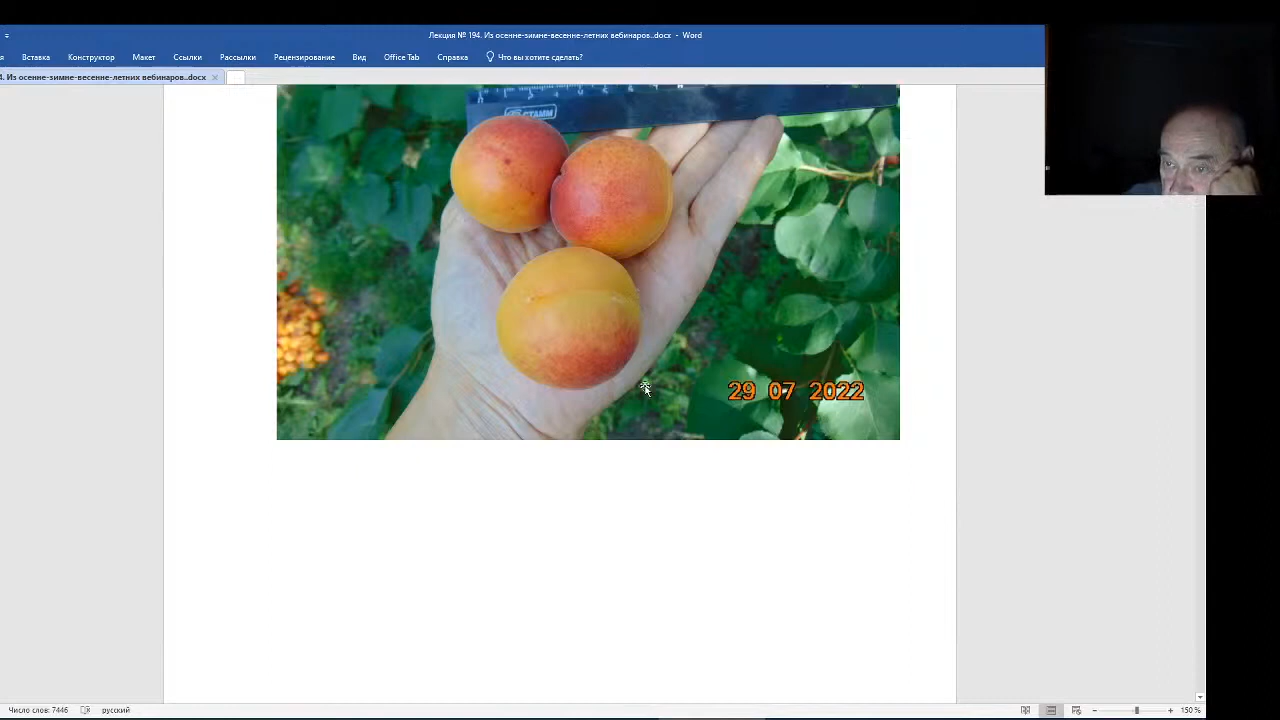 Лекция № 194. Из осенне-зимне-весенне-летних вебинаров..docx - Word
Вставка Конструктор Макет Ссылки Рассылки Рецензирование Вид Office Tab Справка Что вы хотите сделать?
4. Из осенне-зимне-весенне-летних вебинаров..docx
СТАММ
29 07 2022
Число слов: 7446 русский 150 %